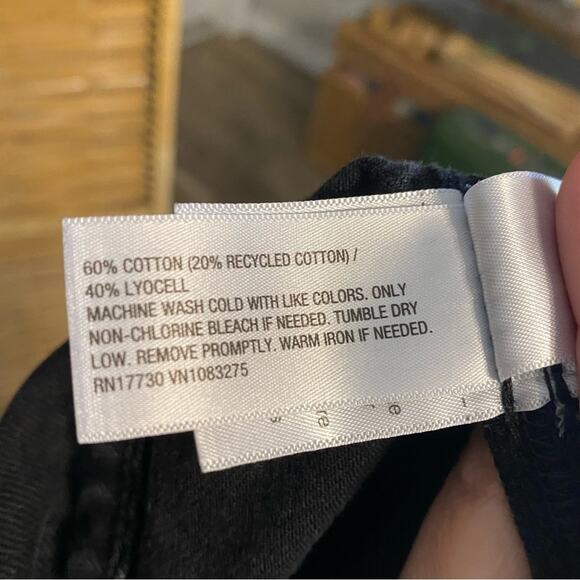 60% COTTON (20% RECYCLED COTTON) /
40% LYOCELL
MACHINE WASH COLD WITH LIKE COLORS. ONLY
NON-CHLORINE BLEACH IF NEEDED. TUMBLE DRY
LOW. REMOVE PROMPTLY. WARM IRON IF NEEDED.
RN17730 VN1083275